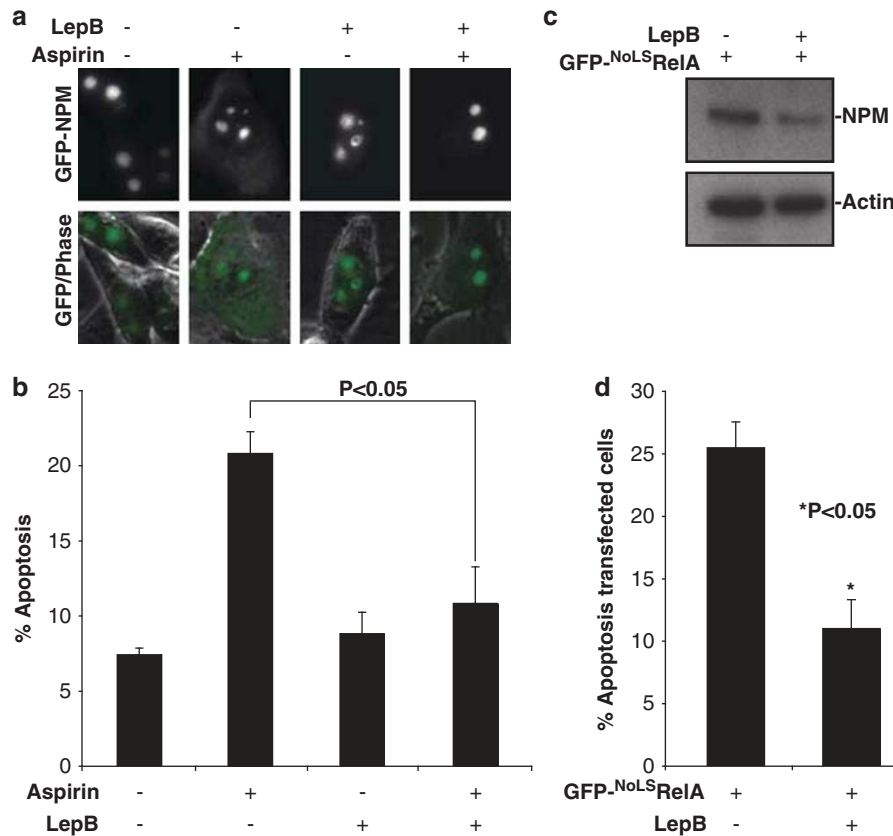 a
LepB - - + +
Aspirin - + - +
GFP-NPM
GFP/Phase
c
LepB - +
GFP-NoLSRelA + +
-NPM
-Actin
b
% Apoptosis
25
20
15
10
5
0
P<0.05
Aspirin - + - +
LepB - - + +
d
% Apoptosis transfected cells
30
25
20
15
10
5
0
*P<0.05
*
GFP-NoLSRelA + +
LepB - +